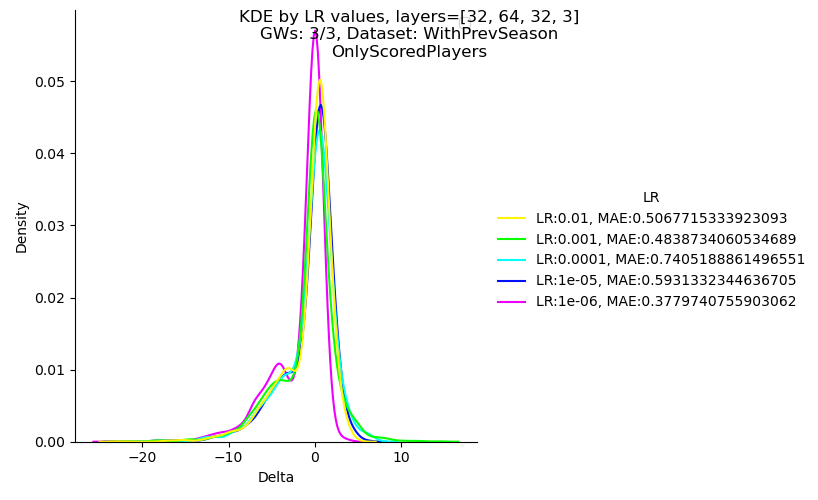 KDE by LR values, layers=[32, 64, 32, 3]
GWs: 3/3, Dataset: WithPrevSeason
OnlyScoredPlayers
0.05
0.04
0.03
0.02
0.01
0.00
Density
−20
−10
0
10
Delta
LR
LR:0.01, MAE:0.5067715333923093
LR:0.001, MAE:0.4838734060534689
LR:0.0001, MAE:0.7405188861496551
LR:1e-05, MAE:0.5931332344636705
LR:1e-06, MAE:0.3779740755903062